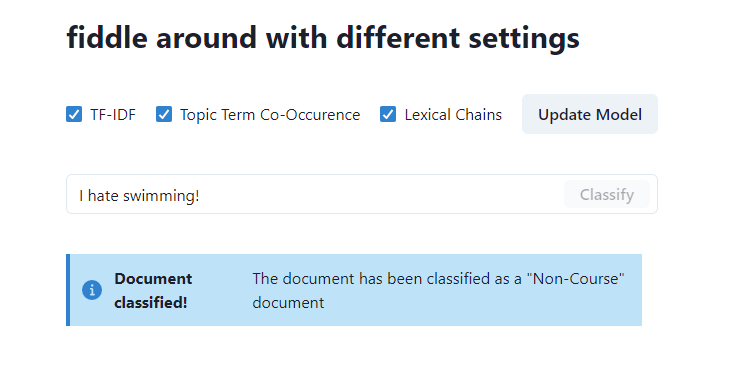 fiddle around with different settings
TF-IDF Topic Term Co-Occurence Lexical Chains Update Model
I hate swimming! Classify
Document The document has been classified as a "Non-Course"
classified! document